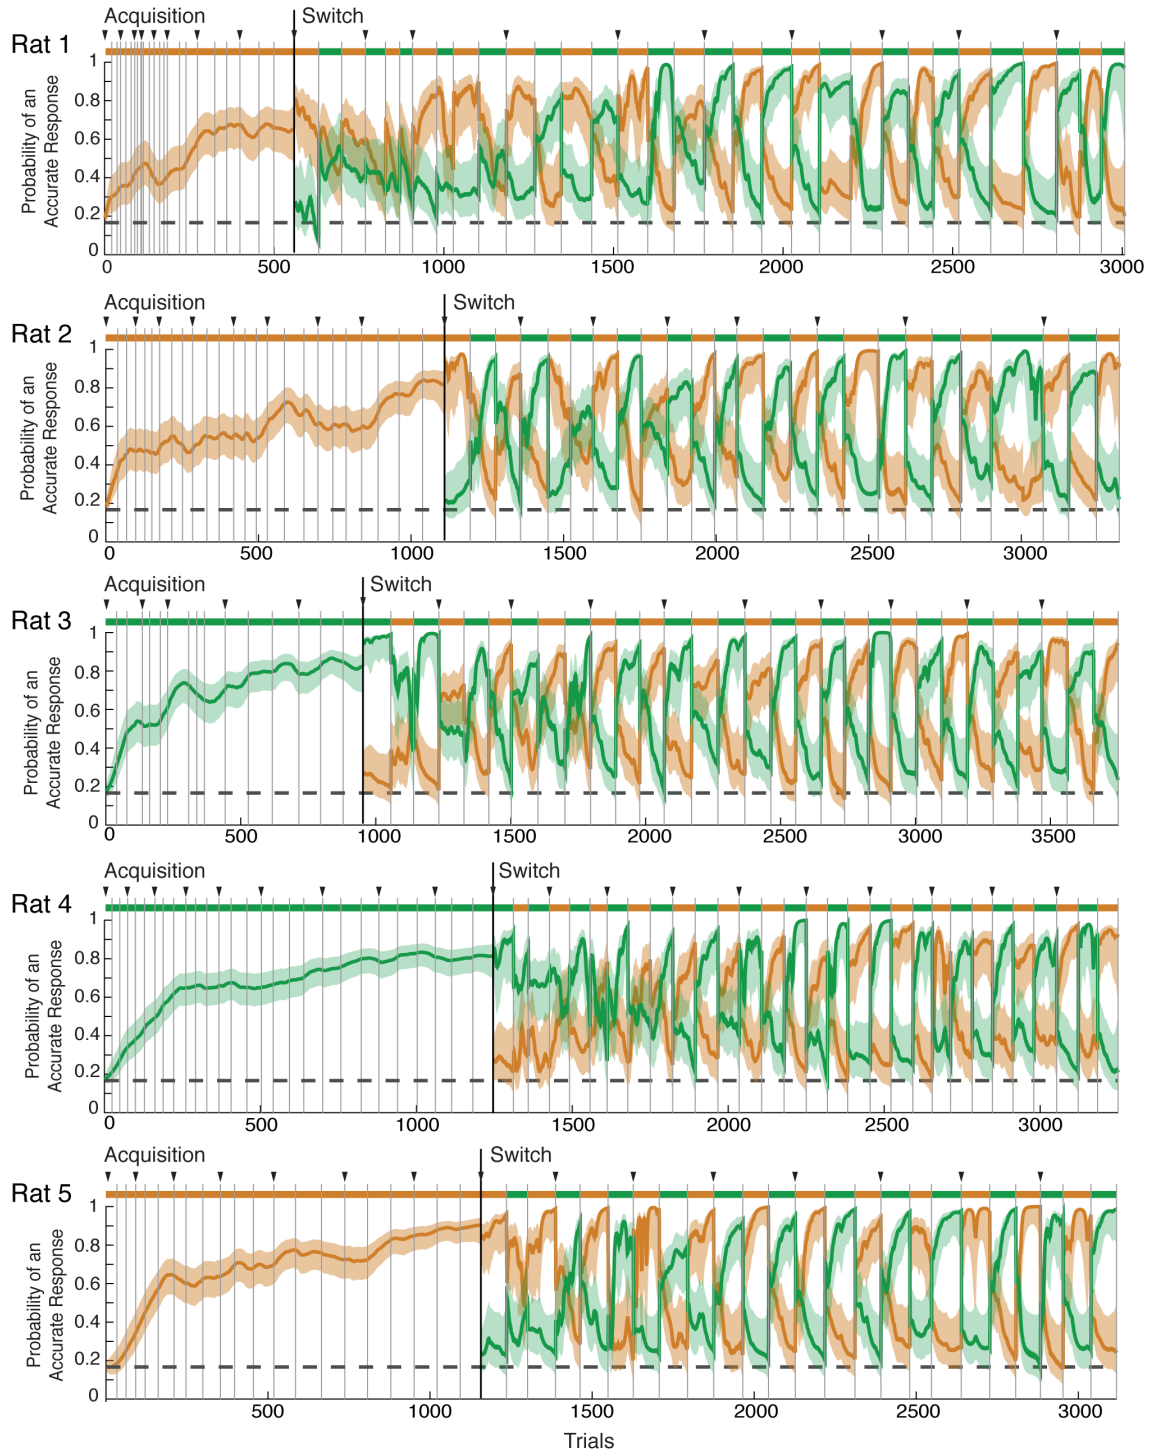 Acquisition Switch
Rat 1
Probability of an
Accurate Response
1
0.8
0.6
0.4
0.2
0
0 500 1000 1500 2000 2500 3000
Acquisition Switch
Rat 2
Probability of an
Accurate Response
1
0.8
0.6
0.4
0.2
0
0 500 1000 1500 2000 2500 3000
Acquisition Switch
Rat 3
Probability of an
Accurate Response
1
0.8
0.6
0.4
0.2
0
0 500 1000 1500 2000 2500 3000 3500
Acquisition Switch
Rat 4
Probability of an
Accurate Response
1
0.8
0.6
0.4
0.2
0
0 500 1000 1500 2000 2500 3000
Acquisition Switch
Rat 5
Probability of an
Accurate Response
1
0.8
0.6
0.4
0.2
0
500 1000 1500 2000 2500 3000
Trials